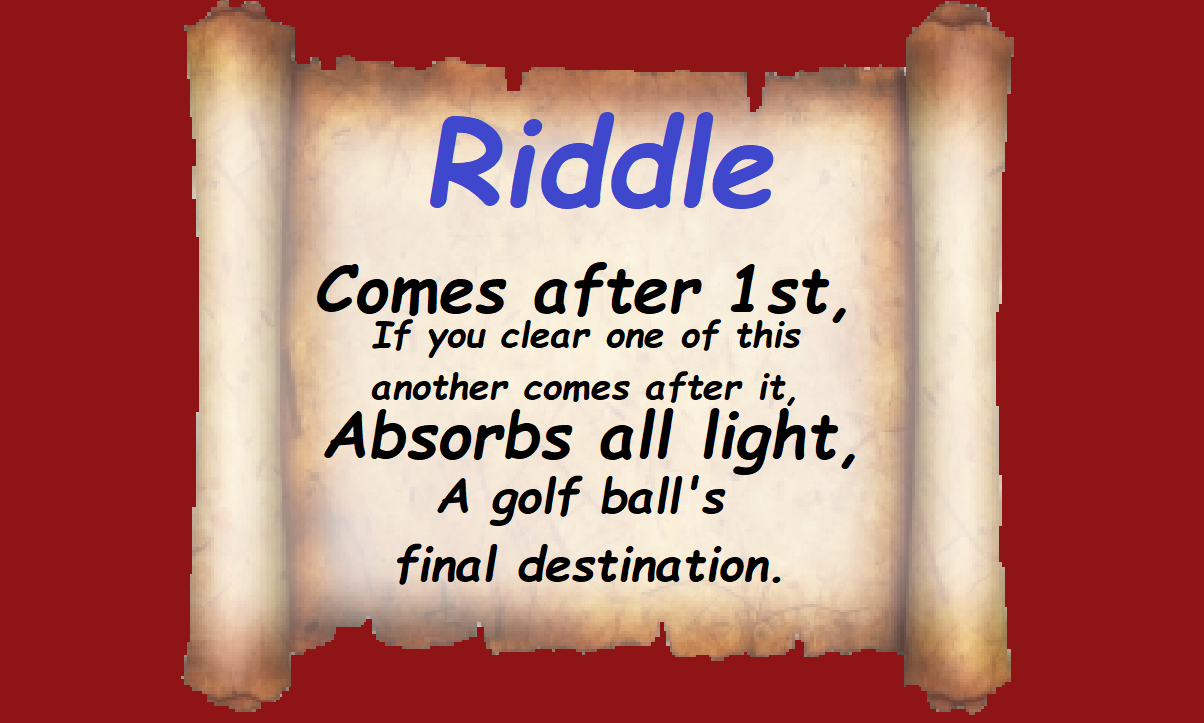 Riddle
Comes after 1st,
If you clear one of this
another comes after it,
Absorbs all light,
A golf ball's
final destination.